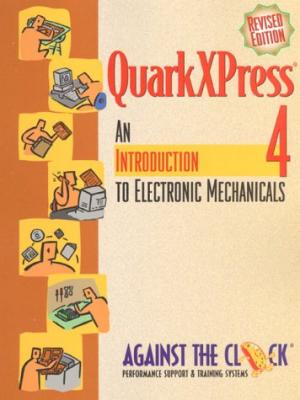 REVISED
EDITION
QuarkXPress®
AN
INTRODUCTION 4
TO ELECTRONIC MECHANICALS
AGAINST THE CLOCK®
PERFORMANCE SUPPORT & TRAINING SYSTEMS